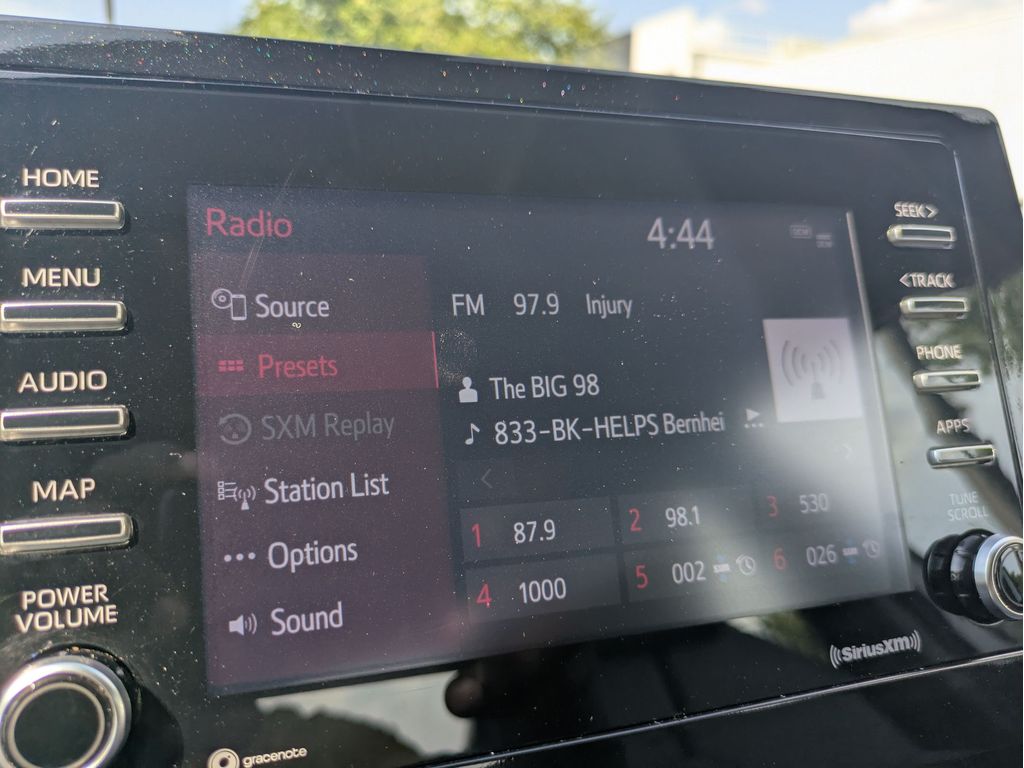 HOME
MENU
AUDIO
MAP
POWER
VOLUME
Radio
4:44
Source
Presets
SXM Replay
Station List
Options
Sound
FM 97.9 Injury
The BIG 98
833-BK-HELPS Bernhei
1 87.9
2 98.1
3 530
4 1000
5 002
6 026
SEEK>
<TRACK
PHONE
APPS
TUNE
SCROLL
((SiriusXM))
gracenote